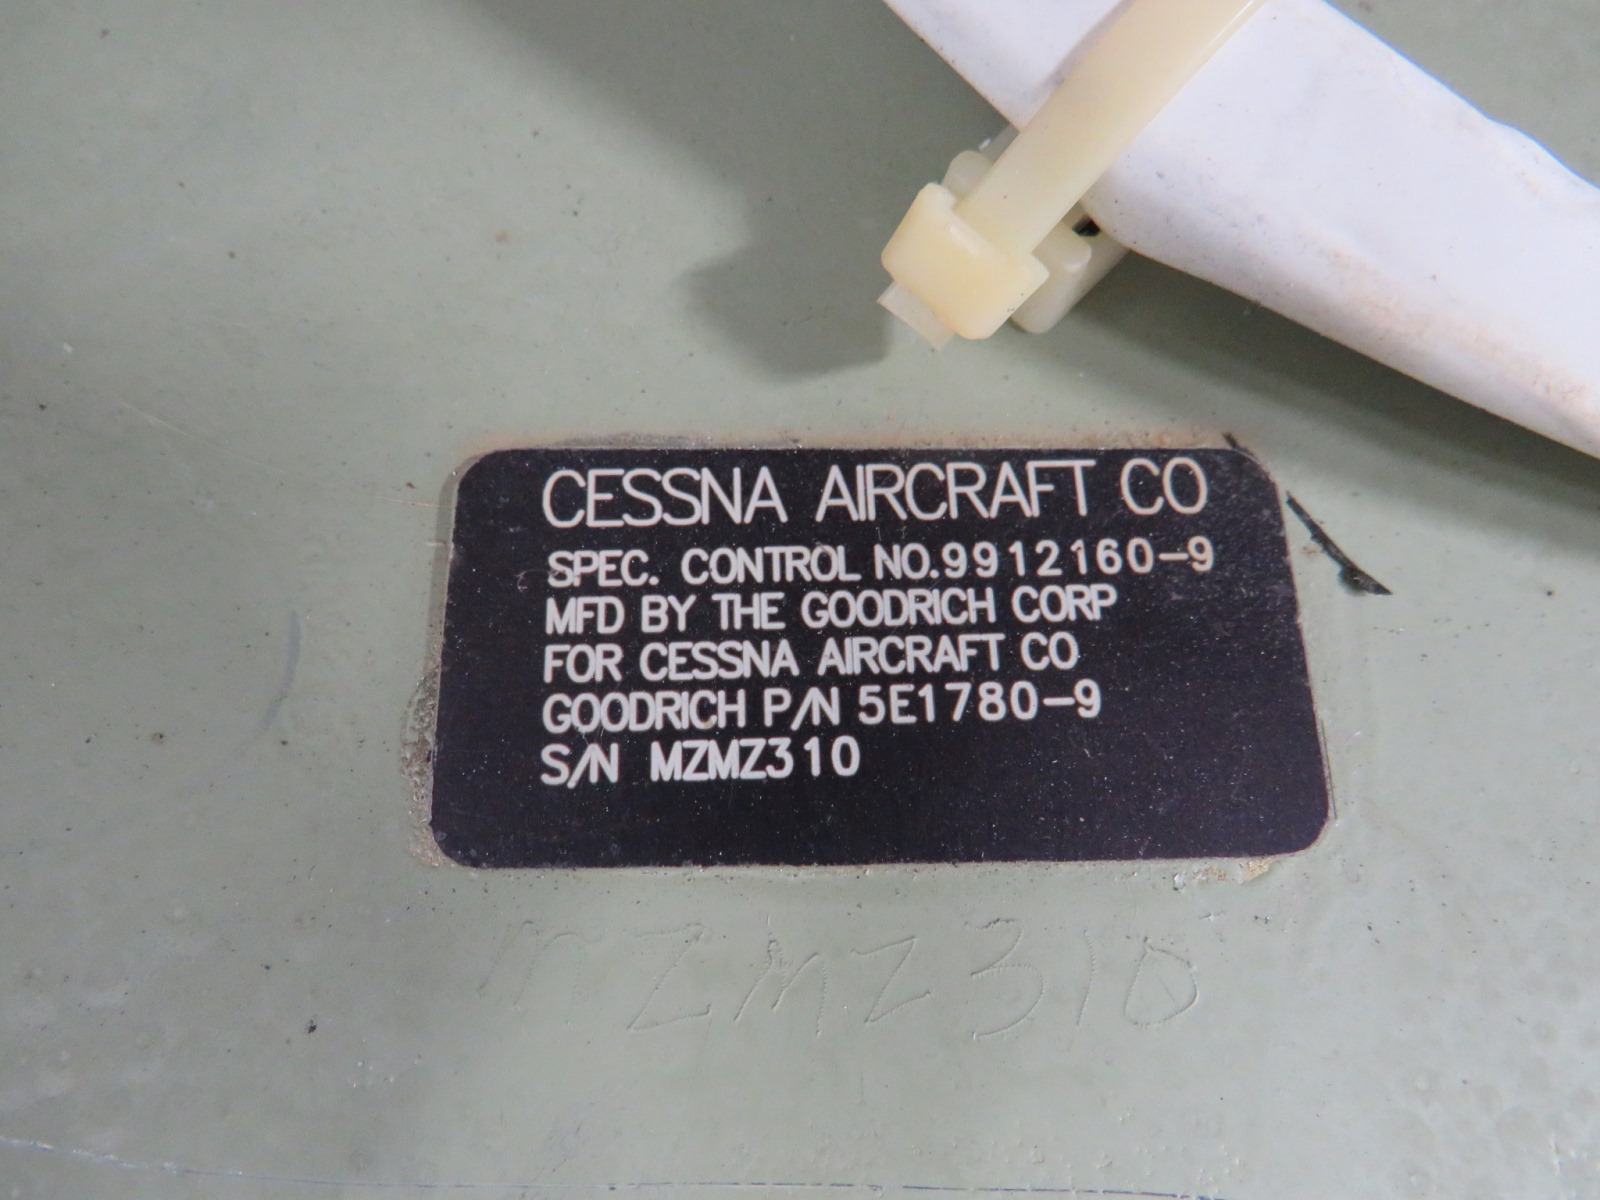 CESSNA AIRCRAFT CO
SPEC. CONTROL NO.9912160-9
MFD BY THE GOODRICH CORP
FOR CESSNA AIRCRAFT CO
GOODRICH P/N 5E1780-9
S/N MZMZ310
MZMZ310